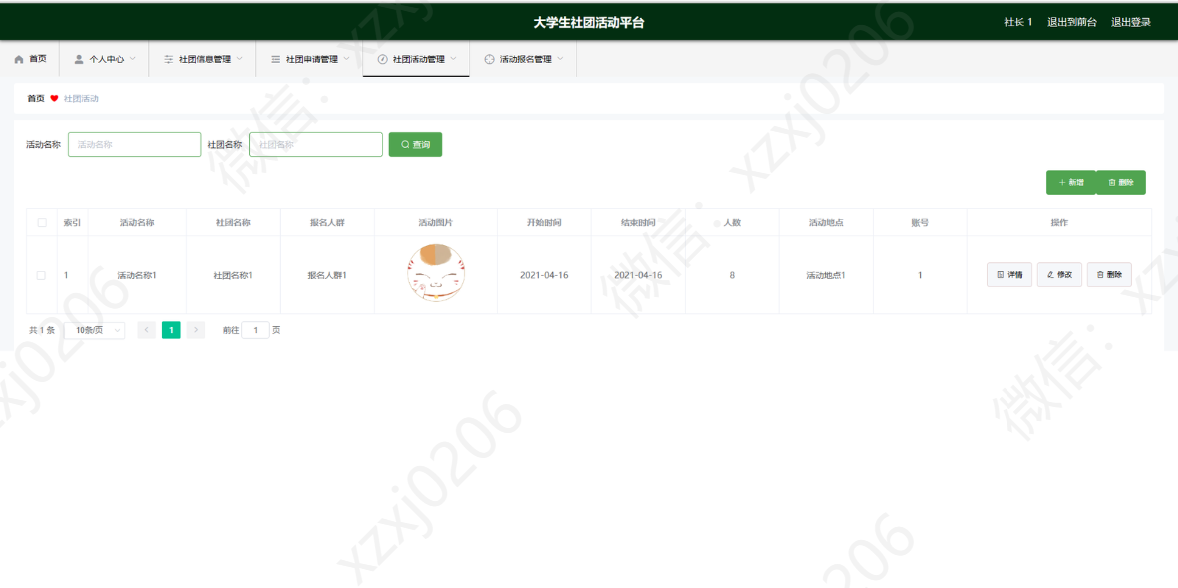 大学生社团活动平台
社长 1 退出到前台 退出登录
首页 个人中心 社团信息管理 社团申请管理 社团活动管理 活动报名管理
首页 社团活动
活动名称 活动名称 社团名称 社团名称 查询
+ 新增 删除
索引 活动名称 社团名称 报名人群 活动图片 开始时间 结束时间 人数 活动地点 账号 操作
1 活动名称1 社团名称1 报名人群1 2021-04-16 2021-04-16 8 活动地点1 1 详情 修改 删除
共 1 条 10条/页 < 1 > 前往 1 页
微信: xzxj0206